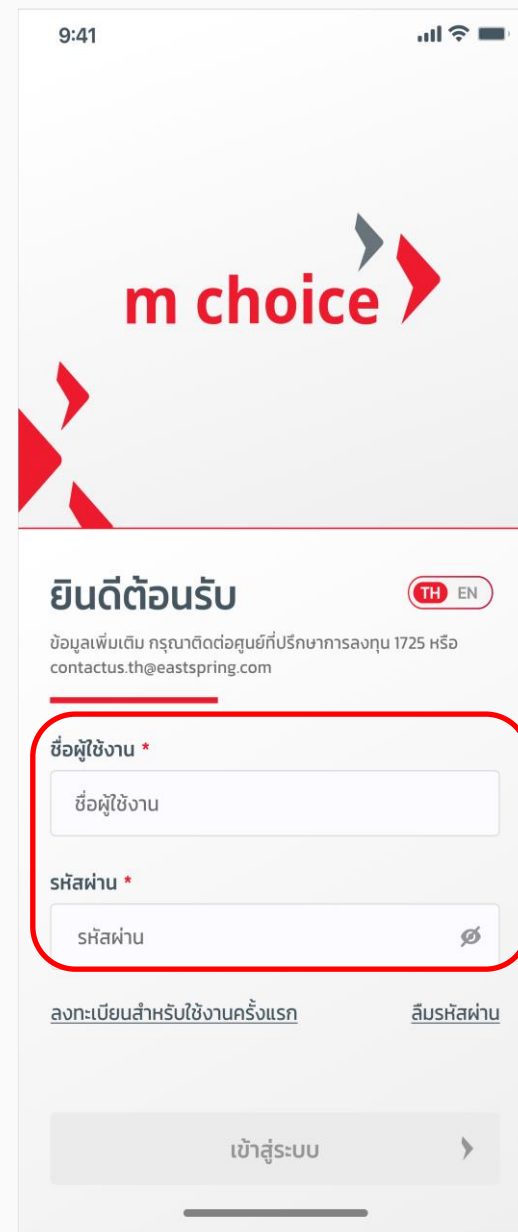 9:41
m choice
ยินดีต้อนรับ
TH EN
ข้อมูลเพิ่มเติม กรุณาติดต่อศูนย์ที่ปรึกษาการลงทุน 1725 หรือ
contactus.th@eastspring.com
ชื่อผู้ใช้งาน *
ชื่อผู้ใช้งาน
รหัสผ่าน *
รหัสผ่าน
ลงทะเบียนสำหรับใช้งานครั้งแรก ลืมรหัสผ่าน
เข้าสู่ระบบ